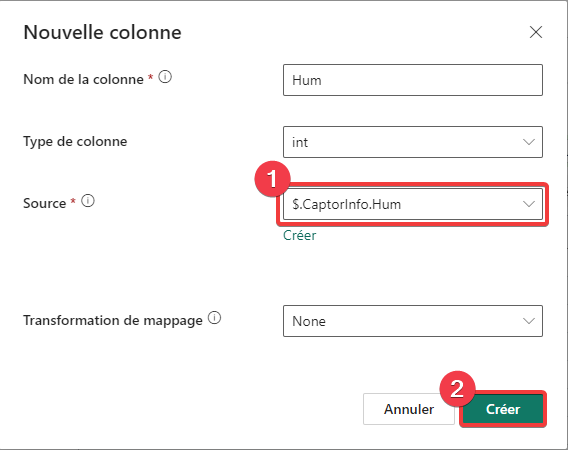 Nouvelle colonne
Nom de la colonne *
Hum
Type de colonne
int
1
Source *
$.CaptorInfo.Hum
Créer
Transformation de mappage
None
2
Annuler
Créer